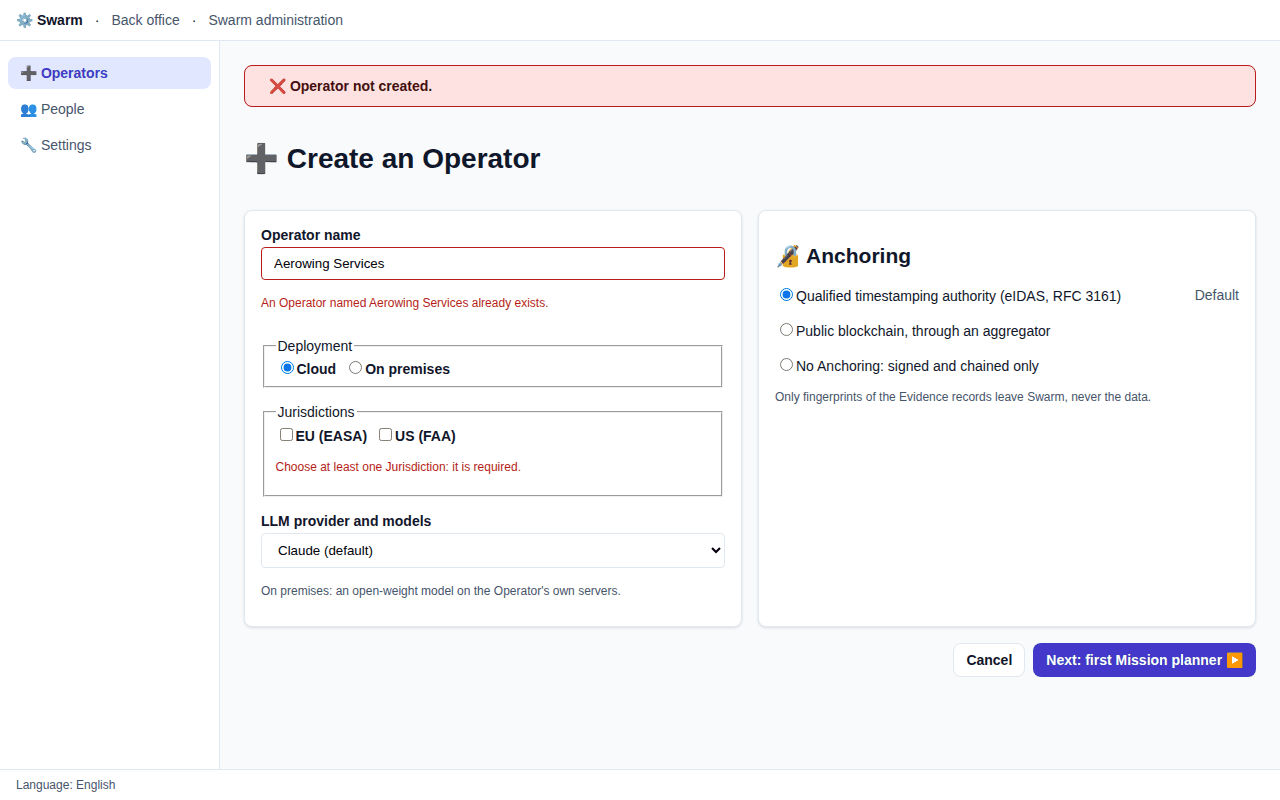 ⚙️ Swarm · Back office · Swarm administration
➕ Operators
👥 People
🔧 Settings
❌ Operator not created.
➕ Create an Operator
Operator name
Aerowing Services
An Operator named Aerowing Services already exists.
Deployment
Cloud On premises
Jurisdictions
EU (EASA) US (FAA)
Choose at least one Jurisdiction: it is required.
LLM provider and models
Claude (default)
On premises: an open-weight model on the Operator's own servers.
🔏 Anchoring
Qualified timestamping authority (eIDAS, RFC 3161) Default
Public blockchain, through an aggregator
No Anchoring: signed and chained only
Only fingerprints of the Evidence records leave Swarm, never the data.
Cancel Next: first Mission planner ▶️
Language: English